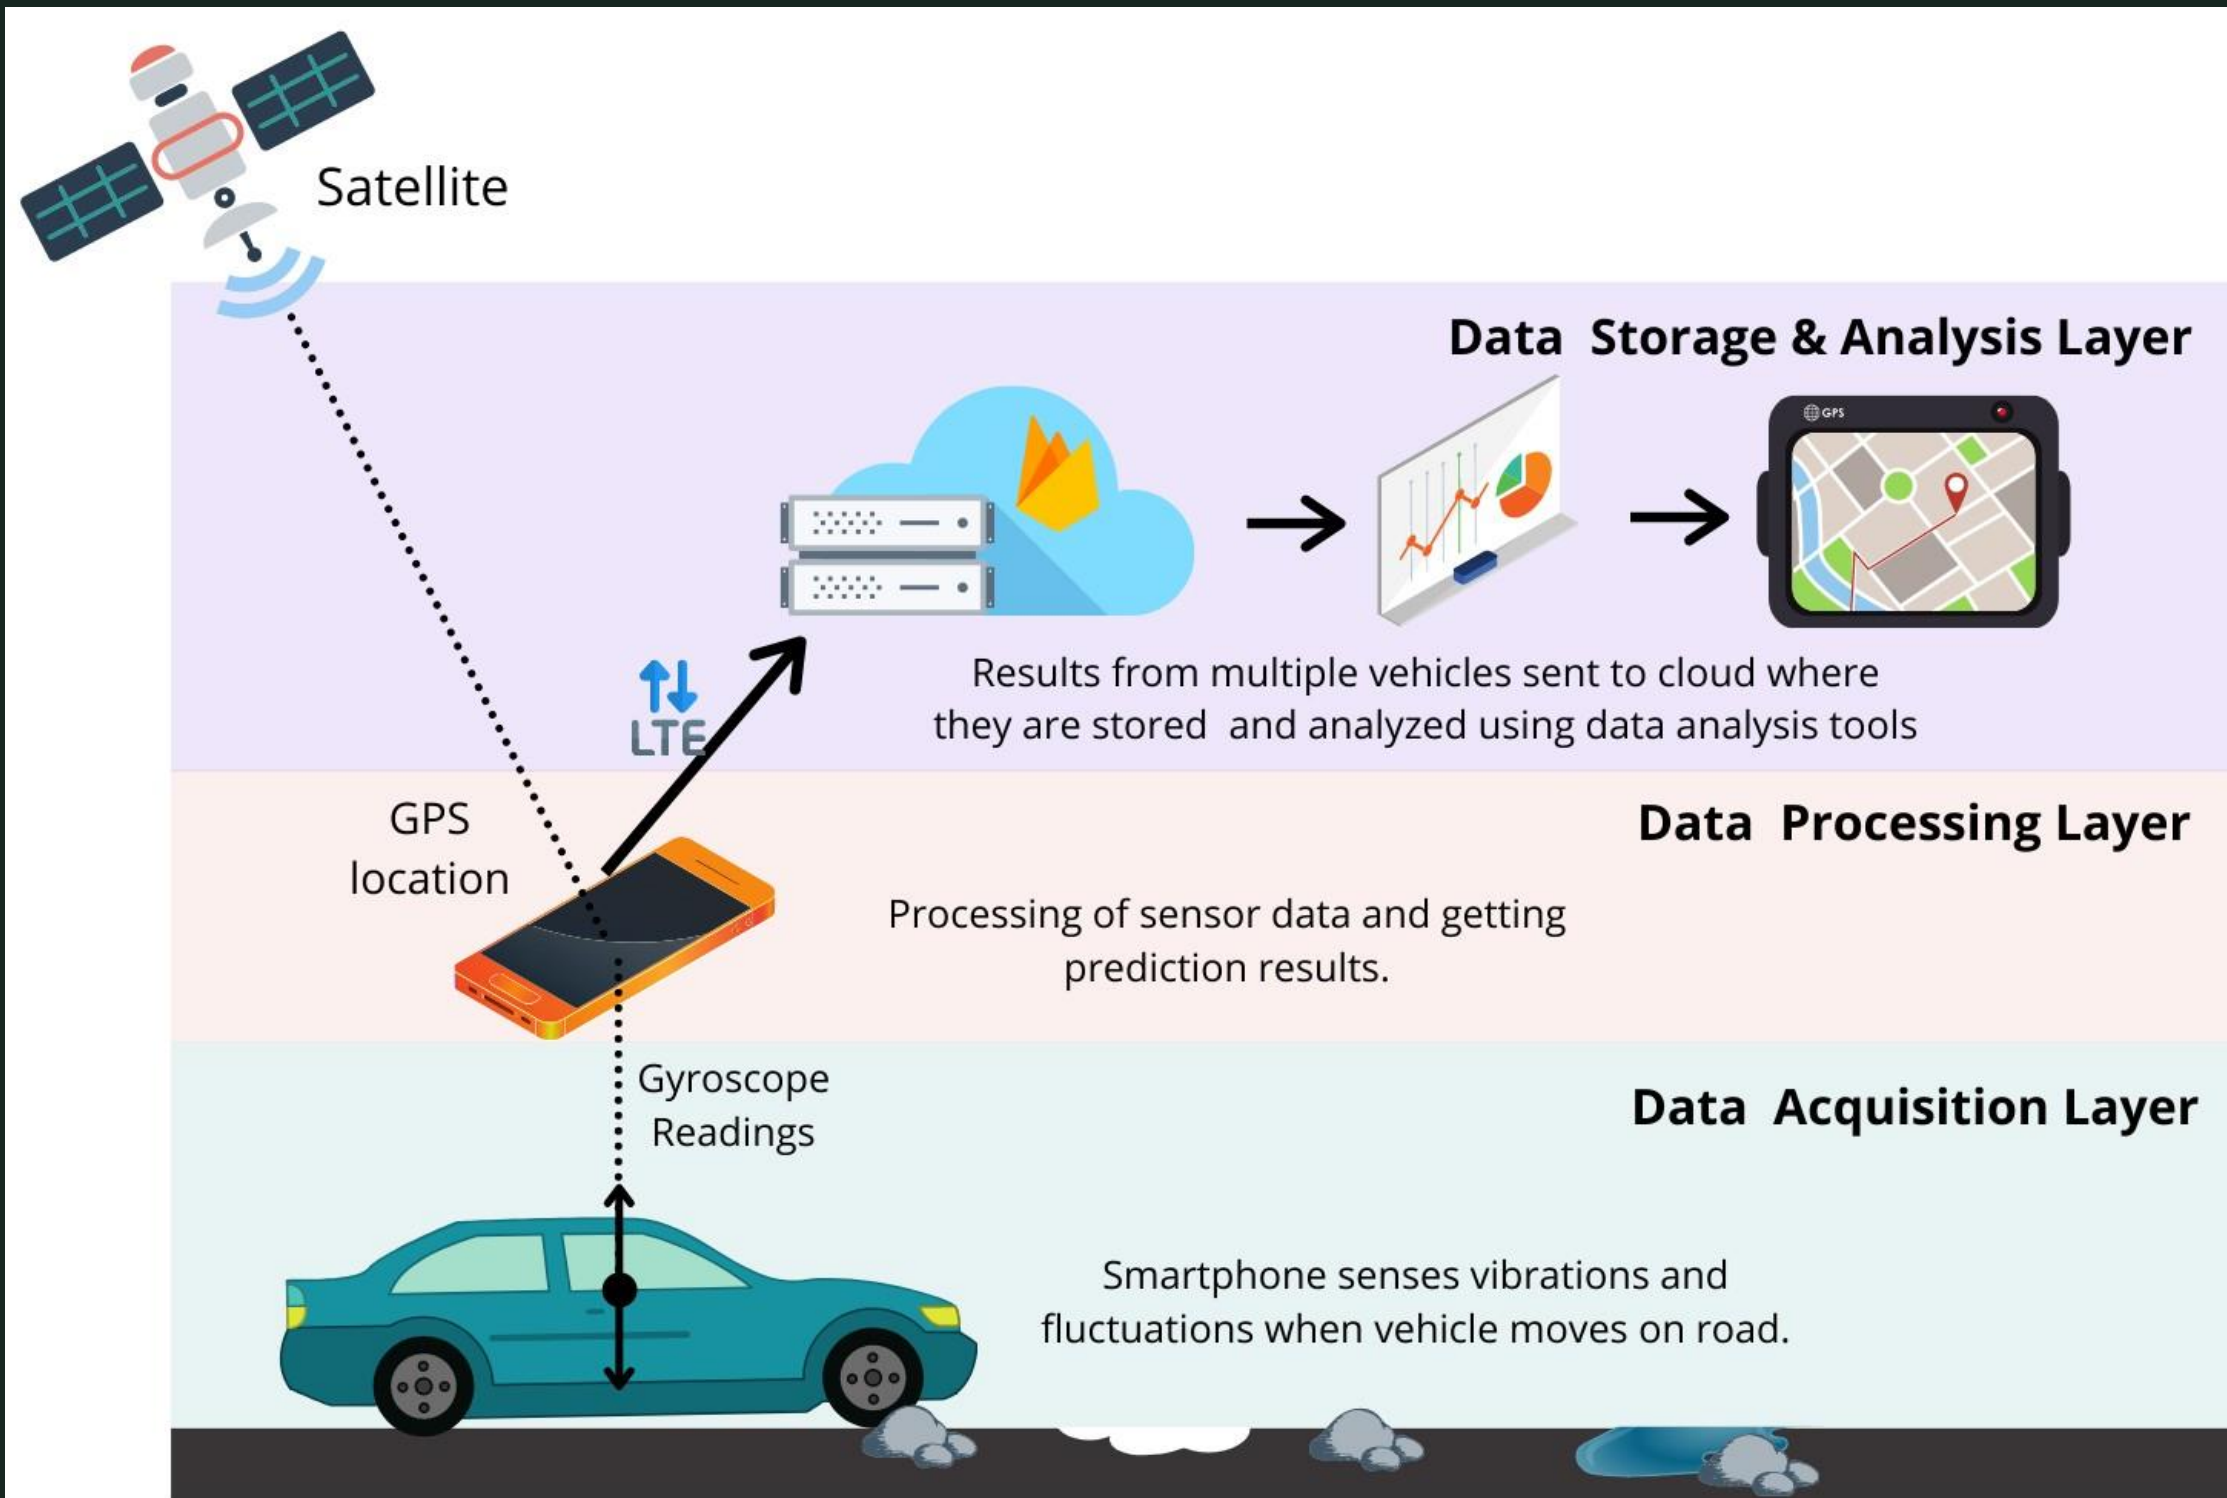 Satellite
Data Storage & Analysis Layer
GPS
LTE
Results from multiple vehicles sent to cloud where
they are stored and analyzed using data analysis tools
GPS
location
Data Processing Layer
Processing of sensor data and getting
prediction results.
Gyroscope
Readings
Data Acquisition Layer
Smartphone senses vibrations and
fluctuations when vehicle moves on road.